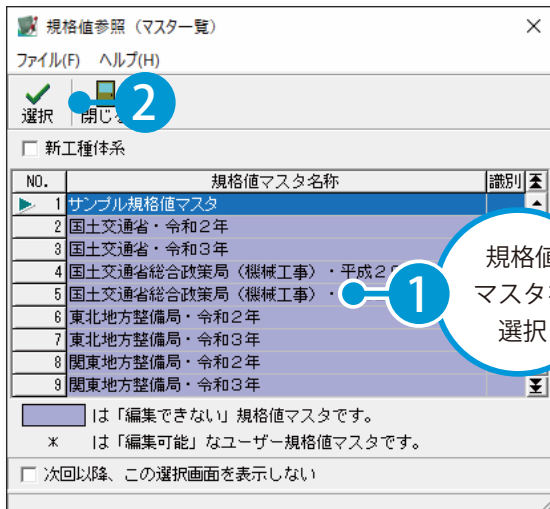 規格値参照（マスター覧）
ファイル(F) ヘルプ(H)
選択 閉じ
2
新工種体系
NO. 規格値マスタ名称 識別
1 サンプル規格値マスタ
2 国土交通省・令和2年
3 国土交通省・令和3年
4 国土交通省総合政策局（機械工事）・平成2
5 国土交通省総合政策局（機械工事）・
1
規格値
マスタ
選択
6 東北地方整備局・令和2年
7 東北地方整備局・令和3年
8 関東地方整備局・令和2年
9 関東地方整備局・令和3年
は「編集できない」規格値マスタです。
* は「編集可能」なユーザー規格値マスタです。
次回以降、この選択画面を表示しない